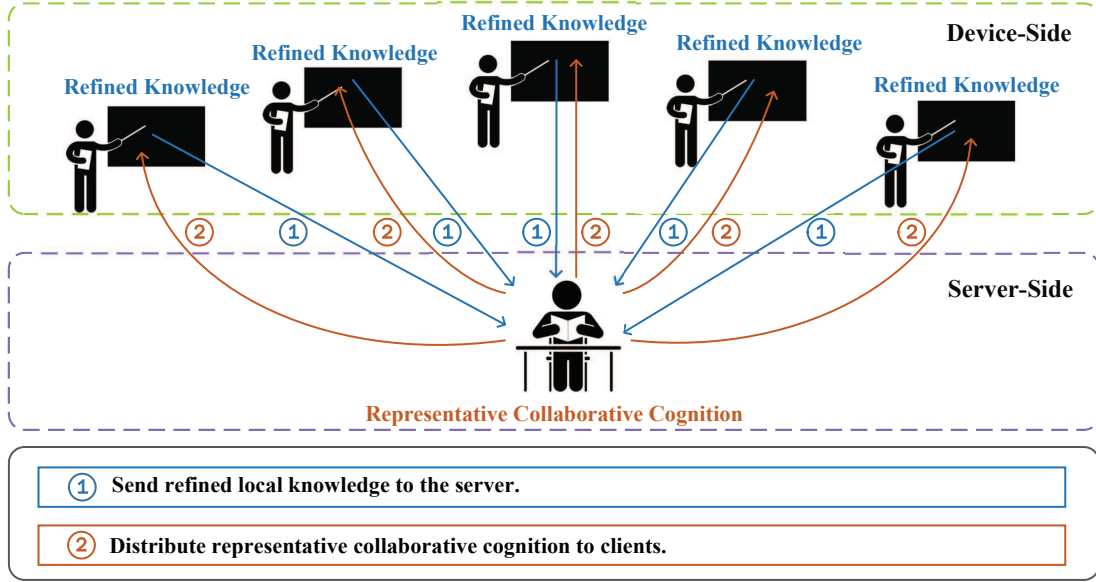 Device-Side
Refined Knowledge
Refined Knowledge
Refined Knowledge
Refined Knowledge
Refined Knowledge
2
1
2
1
1
2
1
2
1
2
Server-Side
Representative Collaborative Cognition
1 Send refined local knowledge to the server.
2 Distribute representative collaborative cognition to clients.